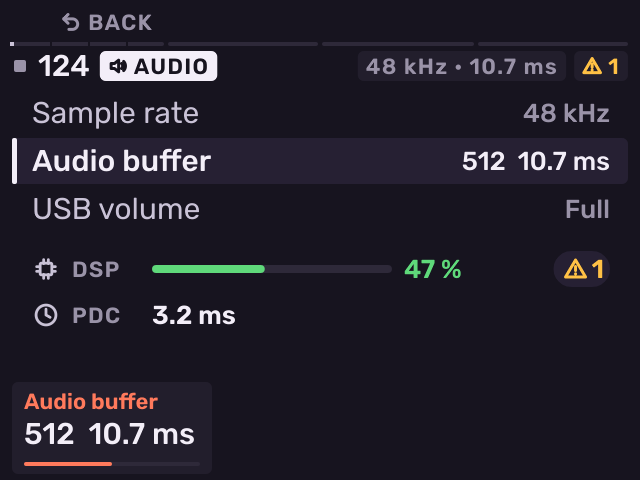 BACK
124 AUDIO 48 kHz • 10.7 ms 1
Sample rate 48 kHz
Audio buffer 512 10.7 ms
USB volume Full
DSP 47 % 1
PDC 3.2 ms
Audio buffer
512 10.7 ms